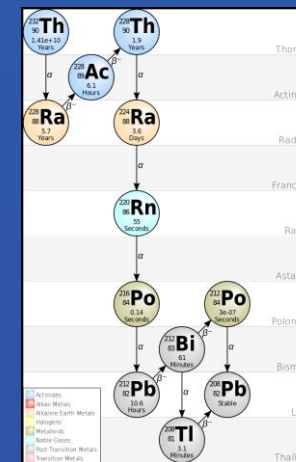 232 Th 228 Th
90 90
1.41e+10 1.9
Years Years
β⁻
228 Ac
89
6.1
Hours
α β⁻ α
228 Ra 224 Ra
88 88
5.7 3.6
Years Days
α
220 Rn
86
55
Seconds
α
216 Po 212 Po
84 84
0.14 3e-07
Seconds Seconds
β⁻
α 212 Bi α
83
61
Minutes
β⁻
212 Pb 208 Pb
82 82
10.6 Stable
Hours
α β⁻
208 Tl
81
3.1
Minutes
Thor
Actin
Rad
Franc
Ra
Asta
Polon
Bism
L
Thall
Actinides
Alkali Metals
Alkaline Earth Metals
Halogens
Metalloids
Noble Gases
Post Transition Metals
Transition Metals